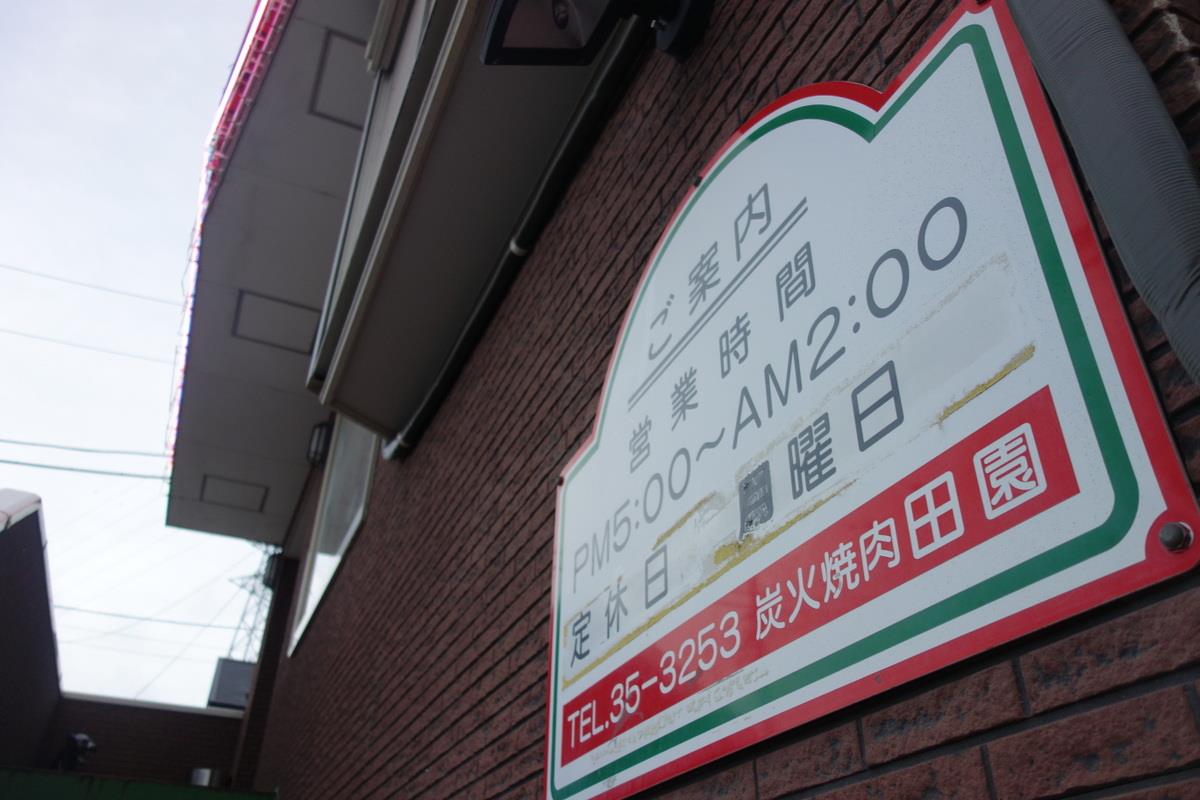 ご案内
営業時間
PM5:00〜AM2:00
定休日 月曜日
TEL.35-3253 炭火焼肉田園